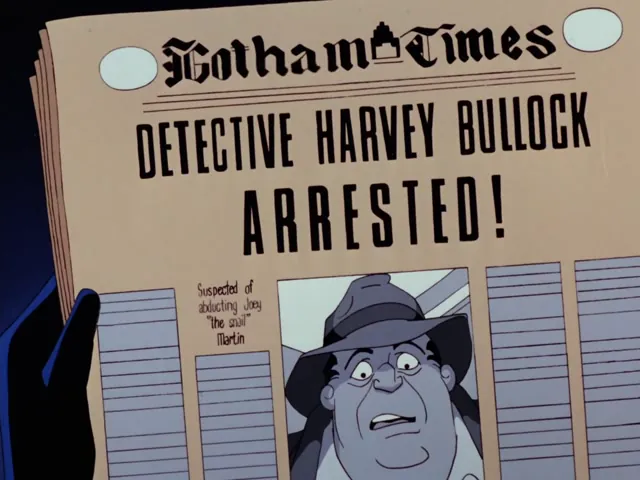 Gotham Times
DETECTIVE HARVEY BULLOCK
ARRESTED!
Suspected of
abducting Joey
"the snail"
Martin